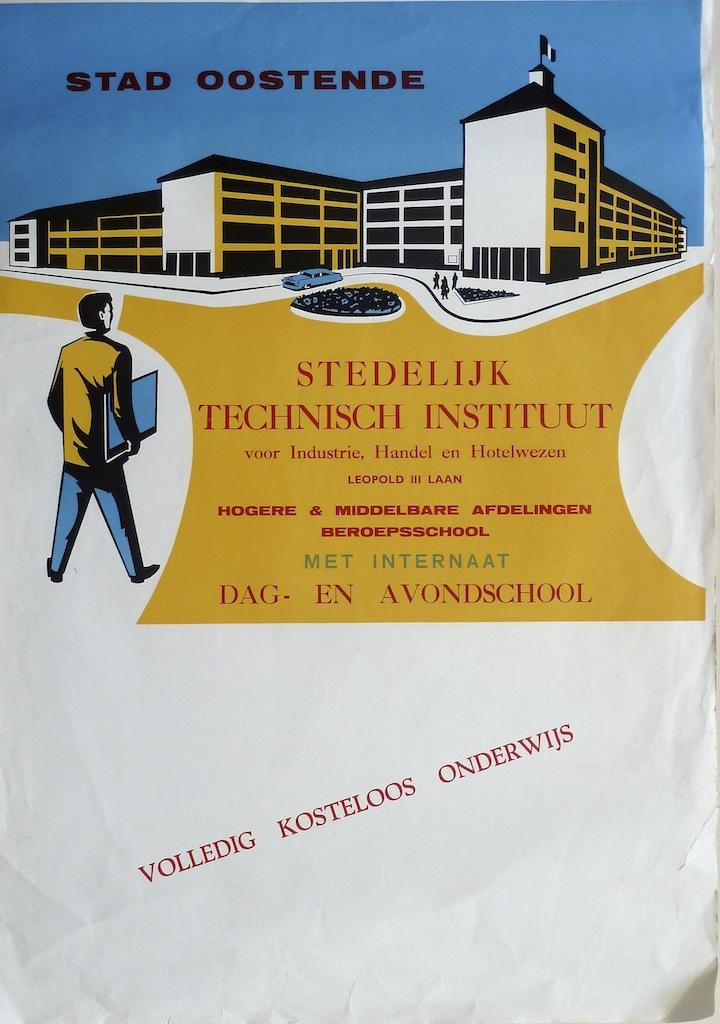 STAD OOSTENDE
STEDELIJK
TECHNISCH INSTITUUT
voor Industrie, Handel en Hotelwezen
LEOPOLD III LAAN
HOGERE & MIDDELBARE AFDELINGEN
BEROEPSSCHOOL
MET INTERNAAT
DAG- EN AVONDSCHOOL
VOLLEDIG KOSTELOOS ONDERWIJS